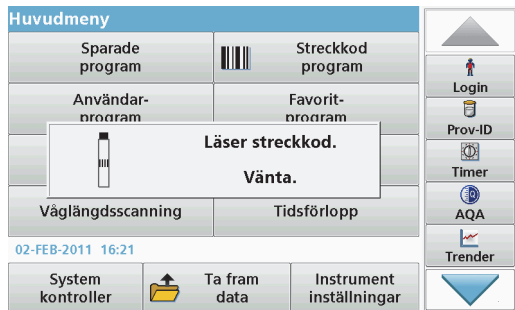 Huvudmeny
Sparade
program
Streckkod
program
Login
Användar-
program
Favorit-
program
Prov-ID
Läser streckkod.
Vänta.
Timer
Våglängdsscanning
Tidsförlopp
AQA
02-FEB-2011 16:21
Trender
System
kontroller
Ta fram
data
Instrument
inställningar